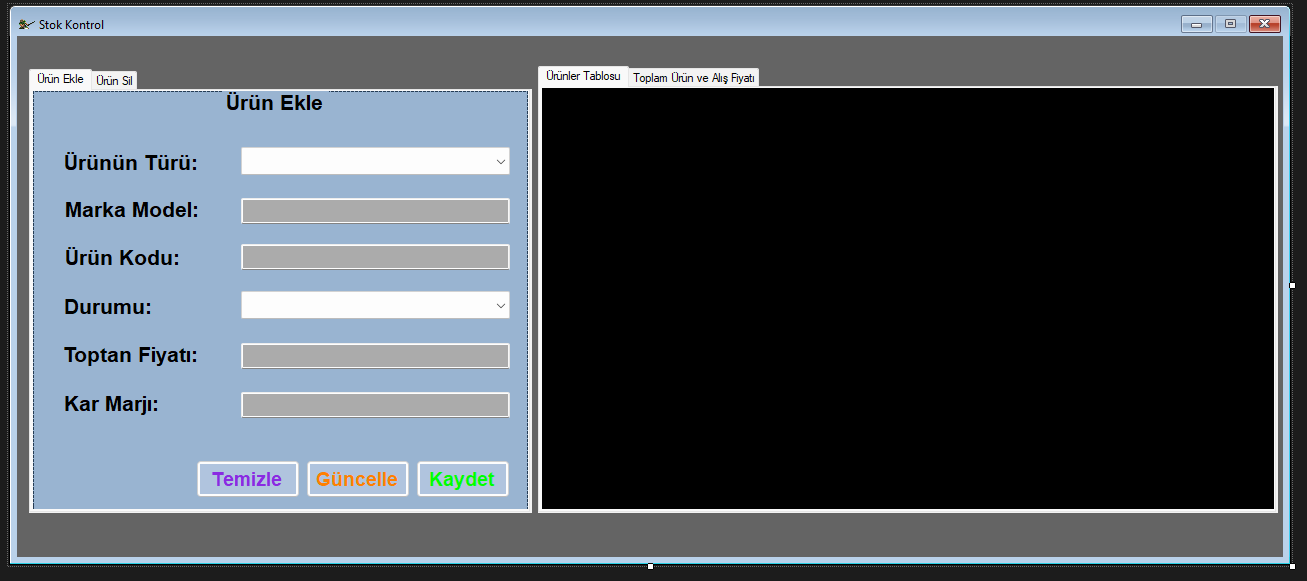 Stok Kontrol
Ürün Ekle
Ürün Sil
Ürün Ekle
Ürünün Türü:
Marka Model:
Ürün Kodu:
Durumu:
Toptan Fiyatı:
Kar Marjı:
Temizle
Güncelle
Kaydet
Ürünler Tablosu
Toplam Ürün ve Alış Fiyatı